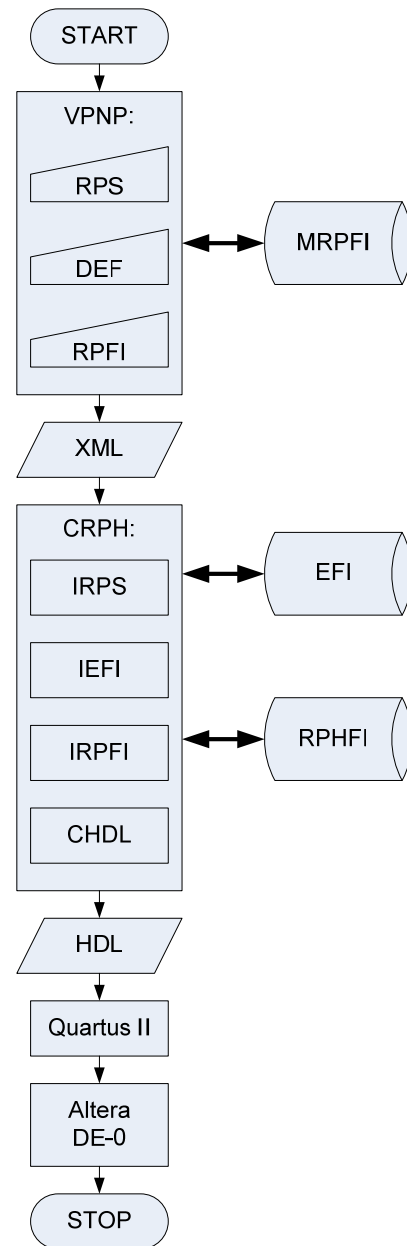 START
VPNP:
RPS
DEF
RPFI
MRPFI
XML
CRPH:
IRPS
IEFI
IRPFI
CHDL
EFI
RPHFI
HDL
Quartus II
Altera
DE-0
STOP